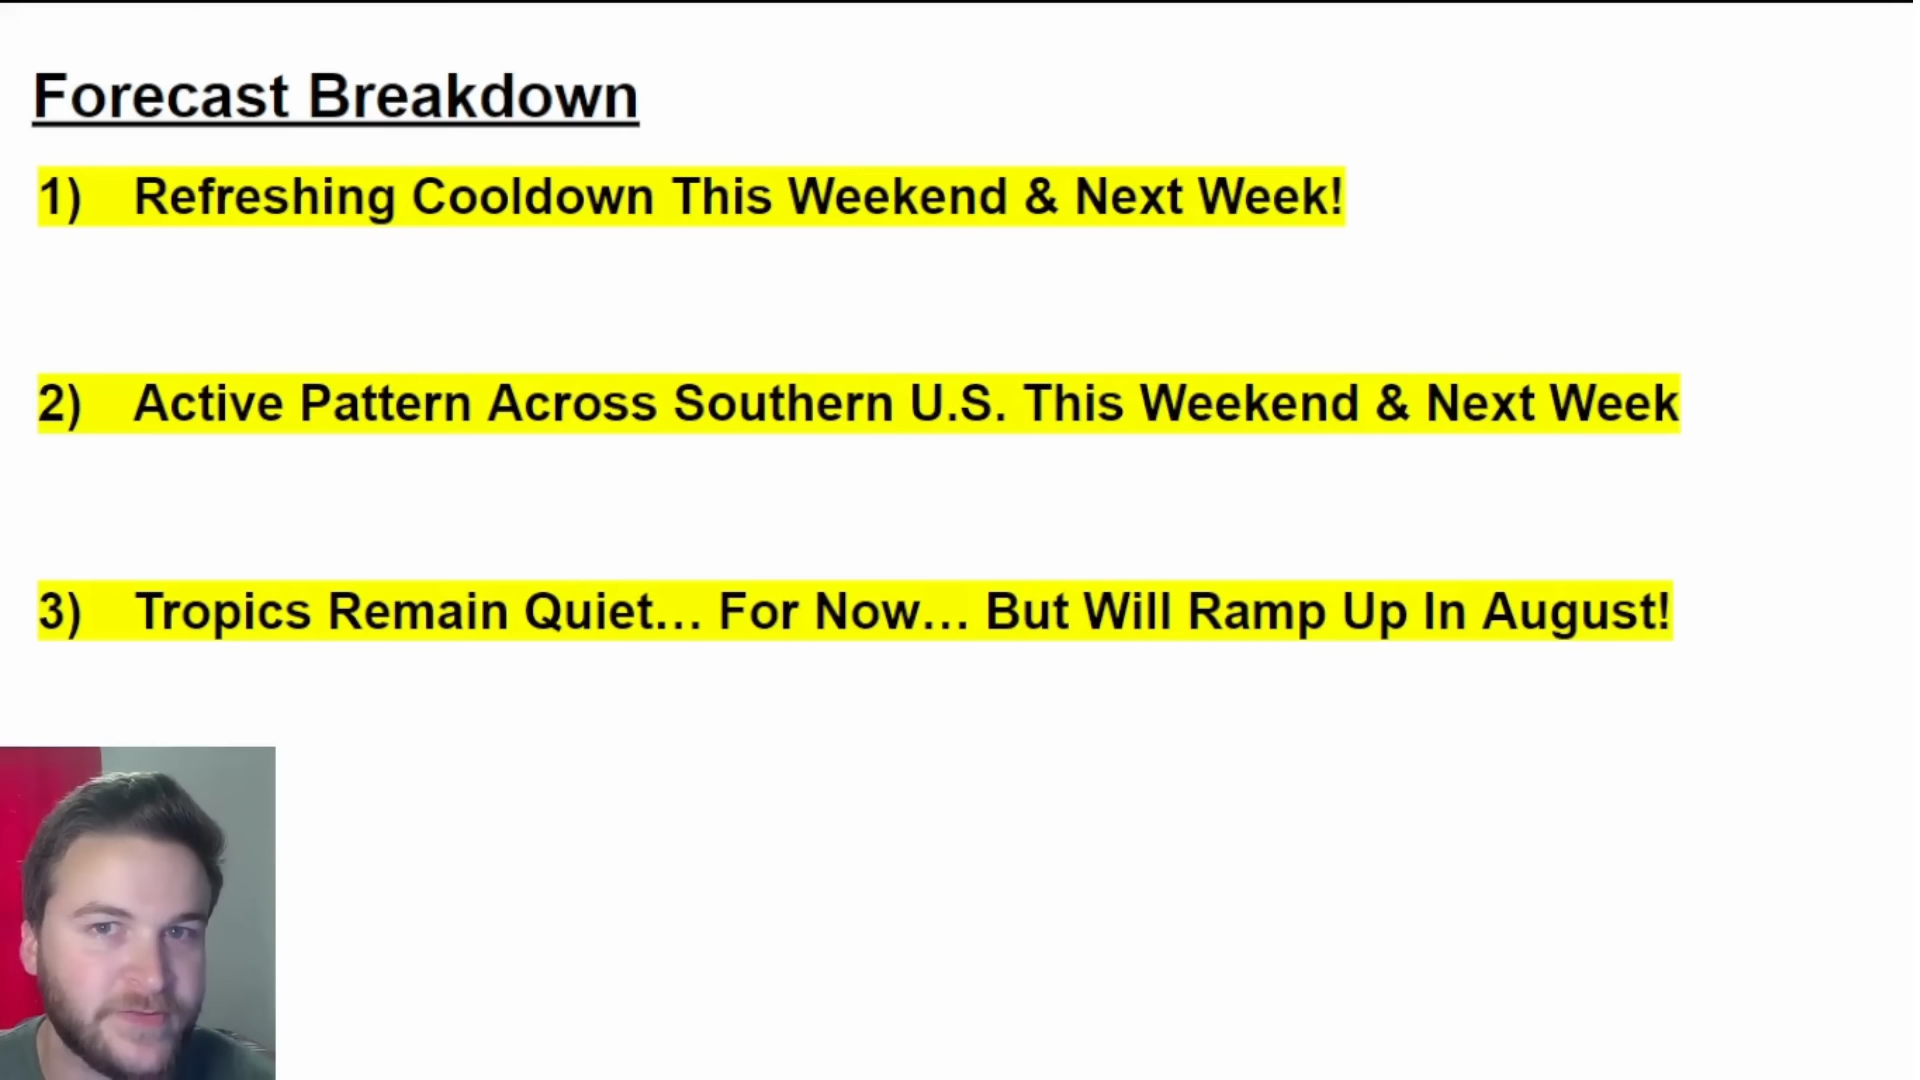 Forecast Breakdown
1) Refreshing Cooldown This Weekend & Next Week!
2) Active Pattern Across Southern U.S. This Weekend & Next Week
3) Tropics Remain Quiet... For Now... But Will Ramp Up In August!